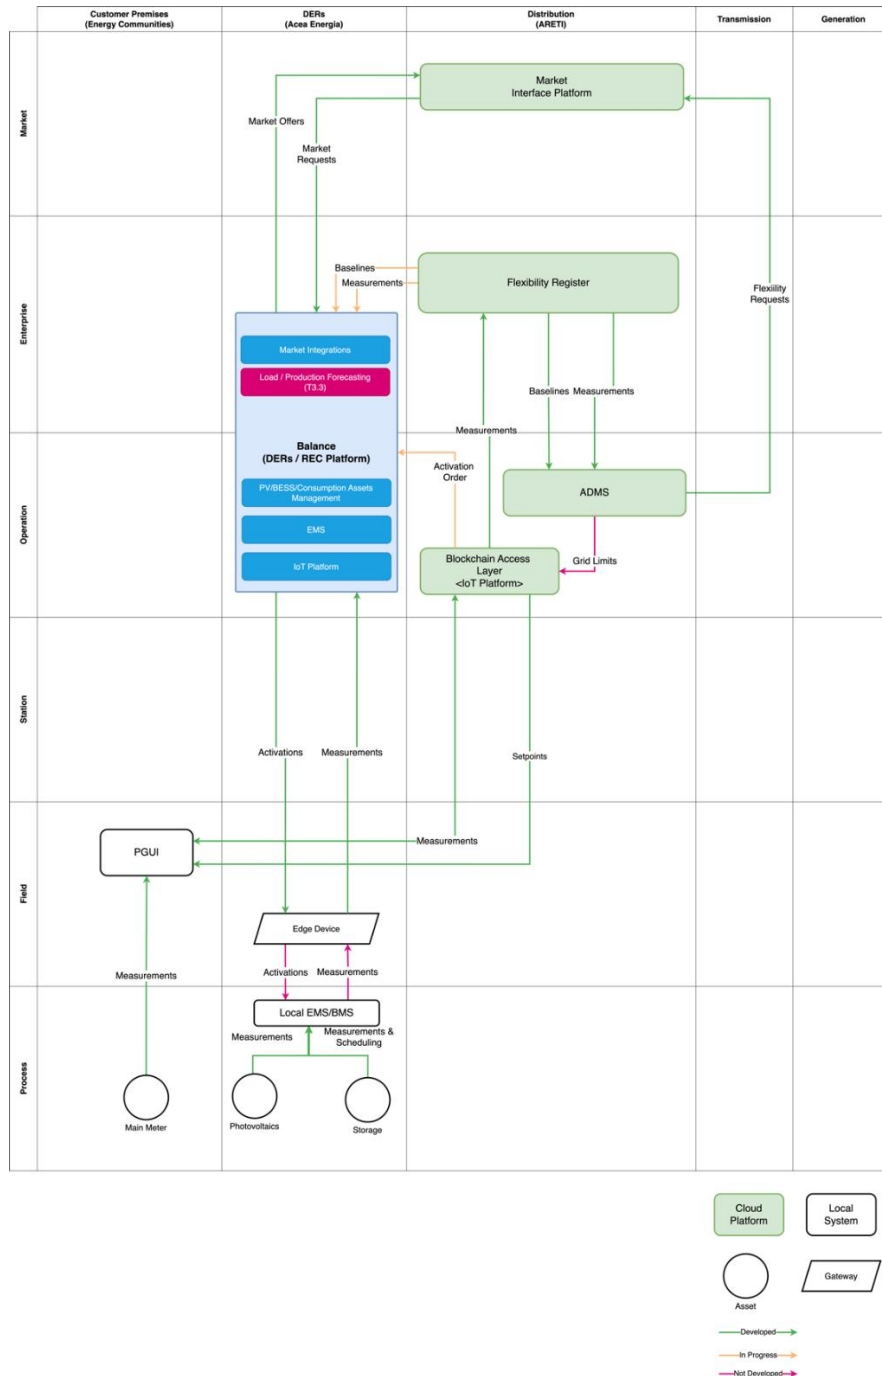 Customer Premises
(Energy Communities)
DERs
(Acea Energia)
Distribution
(ARETI)
Transmission
Generation
Market
Market
Interface Platform
Market Offers
Market
Requests
Enterprise
Baselines
Measurements
Flexibility Register
Flexiility
Requests
Market Integrations
Load / Production Forecasting
(T3.3)
Baselines
Measurements
Measurements
Operation
Balance
(DERs / REC Platform)
Activation
Order
PV/BESS/Consumption Assets
Management
ADMS
EMS
IoT Platform
Blockchain Access
Layer
<IoT Platform>
Grid Limits
Station
Activations
Measurements
Setpoints
Field
PGUI
Measurements
Edge Device
Activations
Measurements
Measurements
Process
Local EMS/BMS
Measurements
Measurements &
Scheduling
Main Meter
Photovoltaics
Storage
Cloud
Platform
Local
System
Asset
Gateway
Developed
In Progress
Not Developed